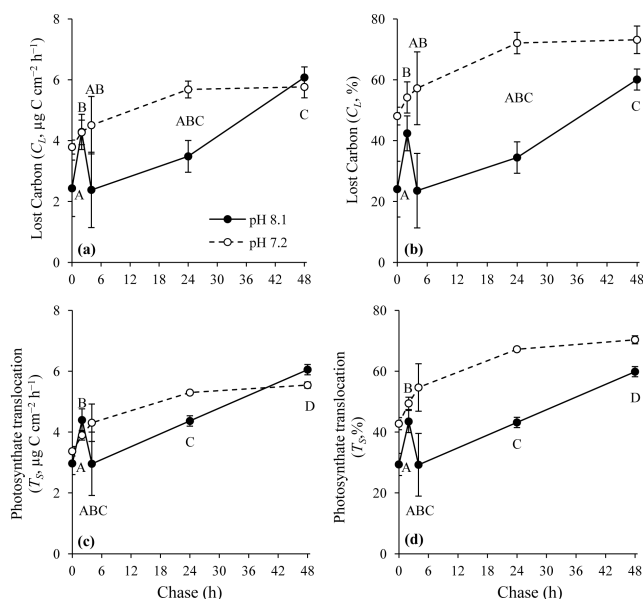 Lost Carbon (C_L, µg C cm⁻² h⁻¹)
8
6
4
2
0
0 6 12 18 24 30 36 42 48
A
B
AB
ABC
C
pH 8.1
pH 7.2
(a)
Lost Carbon (C_L, %)
80
60
40
20
0
0 6 12 18 24 30 36 42 48
A
B
AB
ABC
C
(b)
Photosynthate translocation
(T_S, µg C cm⁻² h⁻¹)
8
6
4
2
0
0 6 12 18 24 30 36 42 48
A
B
ABC
C
D
(c)
Chase (h)
Photosynthate translocation
(T_S,%)
80
60
40
20
0
0 6 12 18 24 30 36 42 48
A
B
ABC
C
D
(d)
Chase (h)